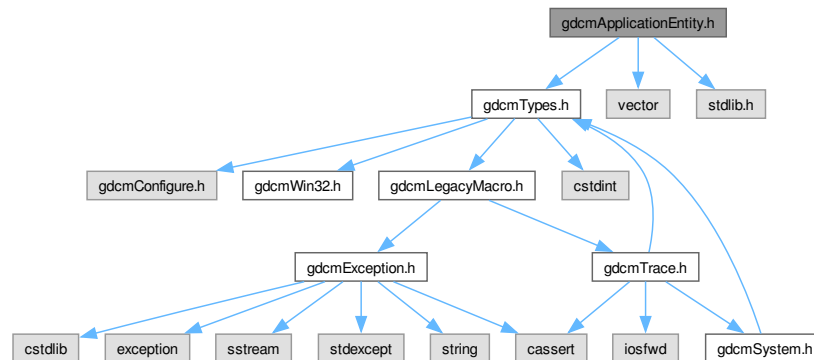 gdcmApplicationEntity.h
gdcmTypes.h
vector
stdlib.h
gdcmConfigure.h
gdcmWin32.h
gdcmLegacyMacro.h
cstdint
gdcmException.h
gdcmTrace.h
cstdlib
exception
sstream
stdexcept
string
cassert
iosfwd
gdcmSystem.h